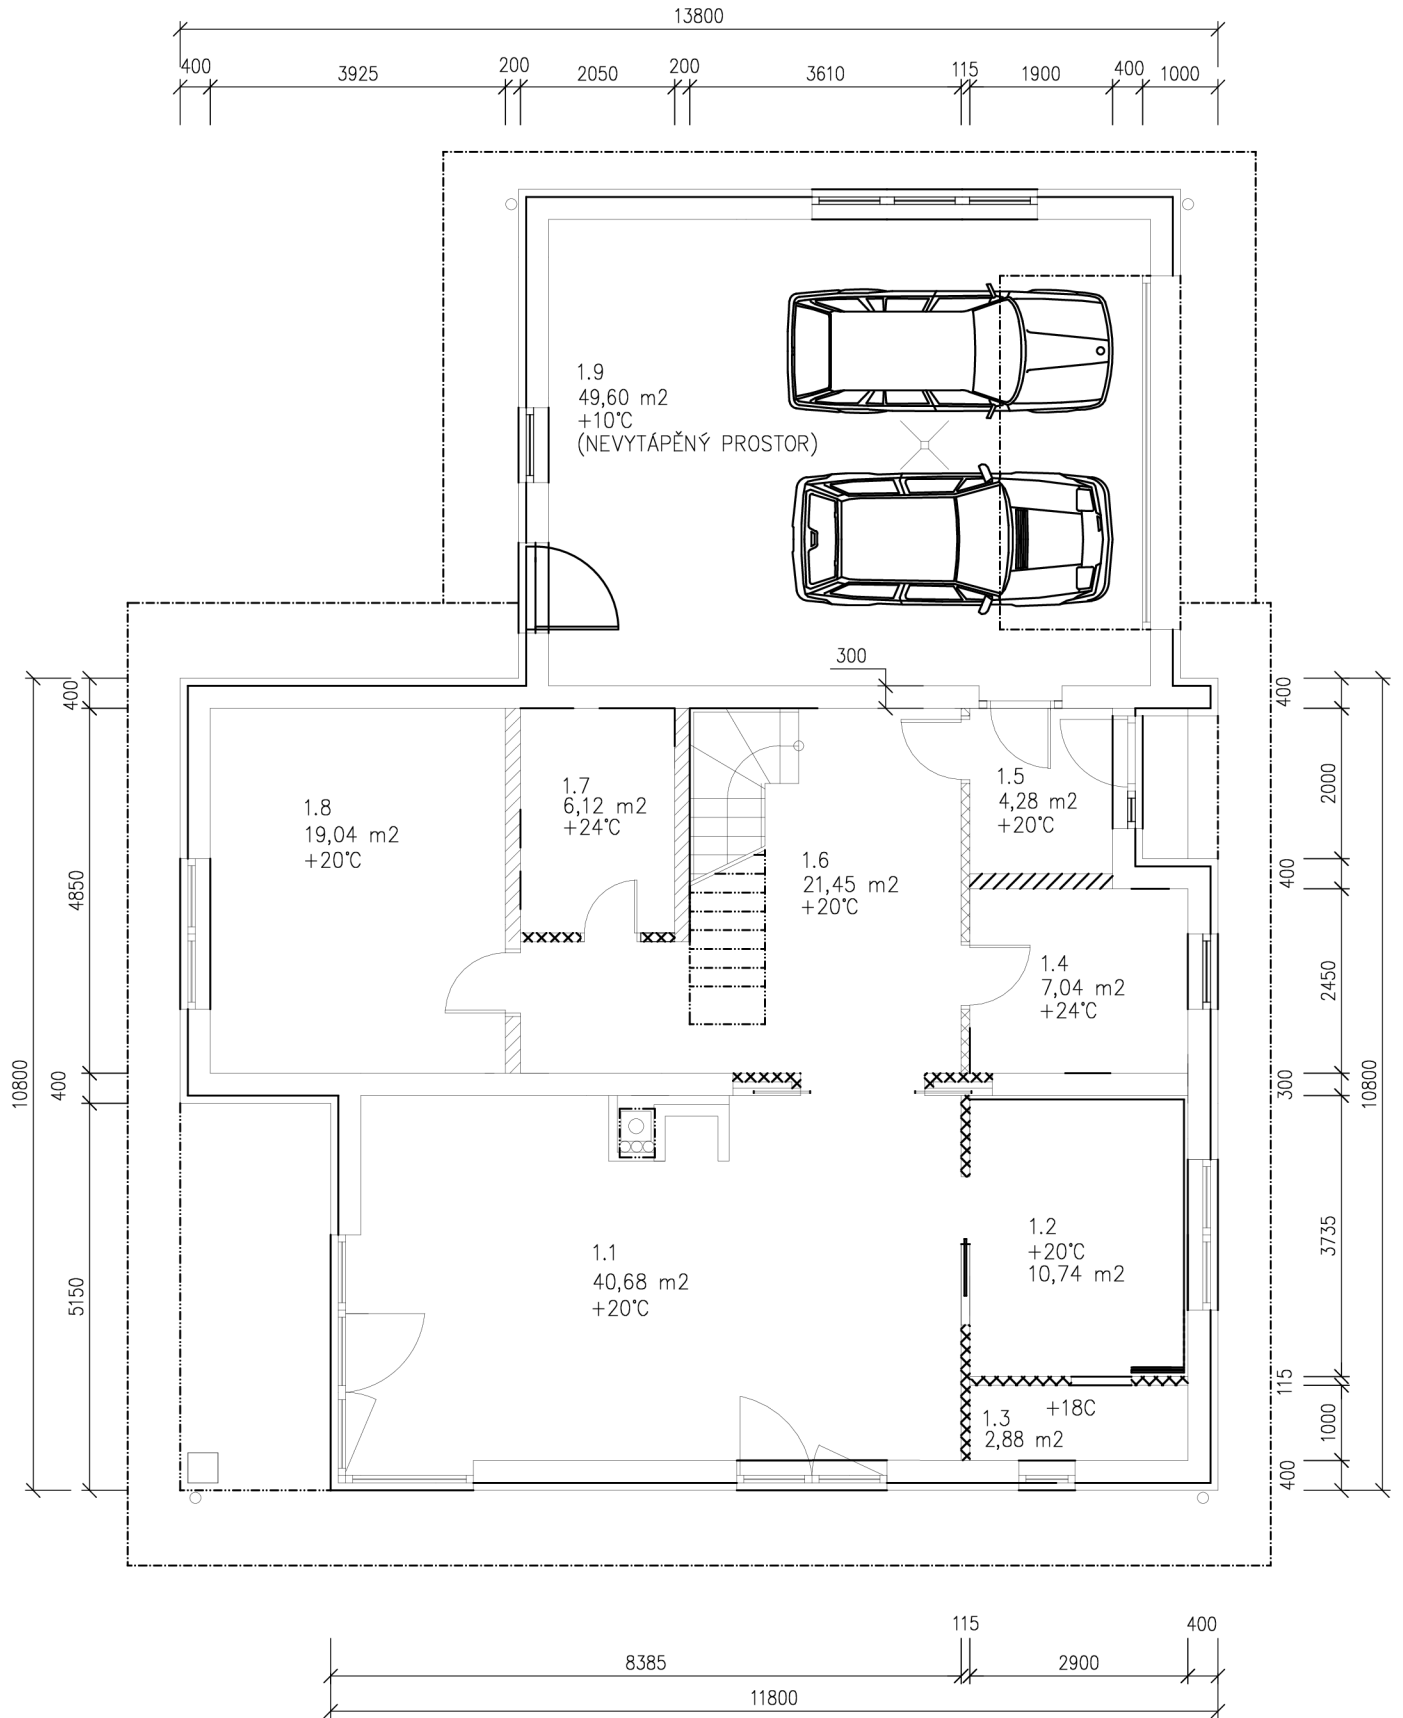 13800
400 3925 200 2050 200 3610 115 1900 400 1000
1.9
49,60 m2
+10°C
(NEVYTÁPĚNÝ PROSTOR)
300
400
400
1.5
4,28 m2
+20°C
2000
1.7
6,12 m2
+24°C
1.8
19,04 m2
+20°C
1.6
21,45 m2
+20°C
4850
400
1.4
7,04 m2
+24°C
2450
10800
400
300
10800
1.2
+20°C
10,74 m2
3735
1.1
40,68 m2
+20°C
5150
115
+18C
1.3
2,88 m2
1000
400
115 400
8385 2900
11800